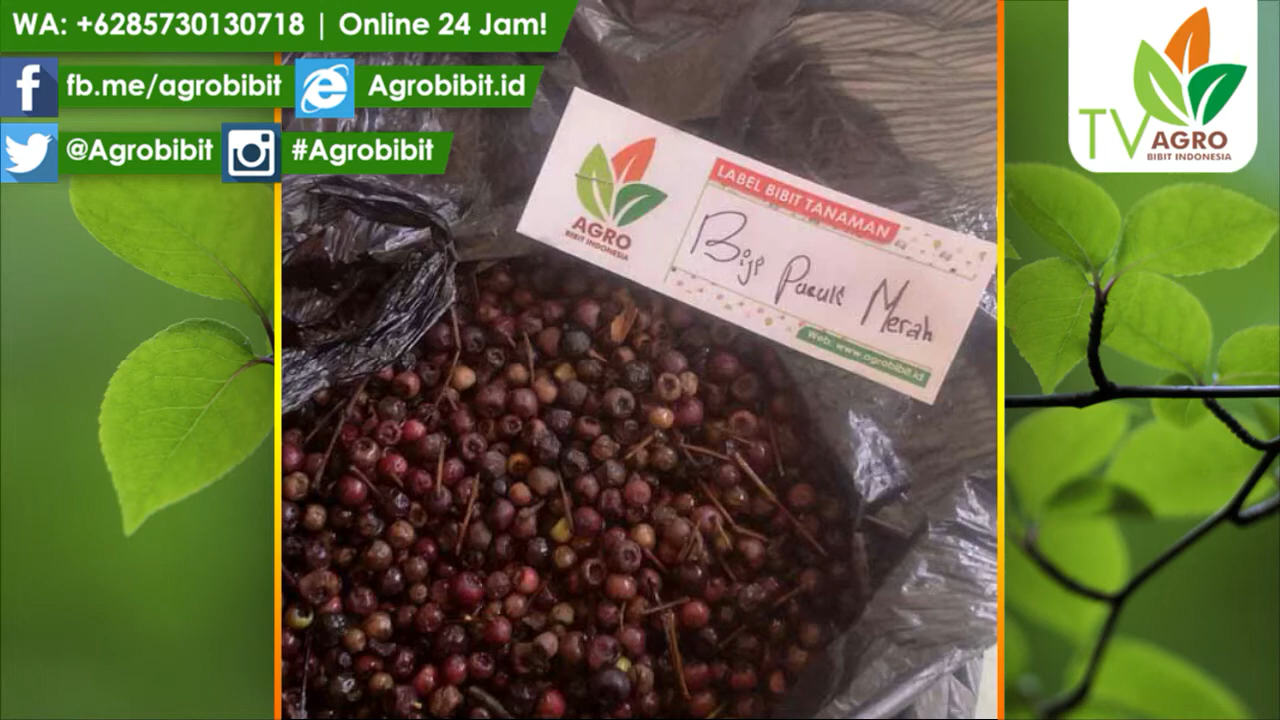 WA: +6285730130718 | Online 24 Jam!
fb.me/agrobibit
Agrobibit.id
@Agrobibit
#Agrobibit
TV AGRO
BIBIT INDONESIA
AGRO
BIBIT INDONESIA
LABEL BIBIT TANAMAN
Biji Pucuk Merah
Web: www.agrobibit.id